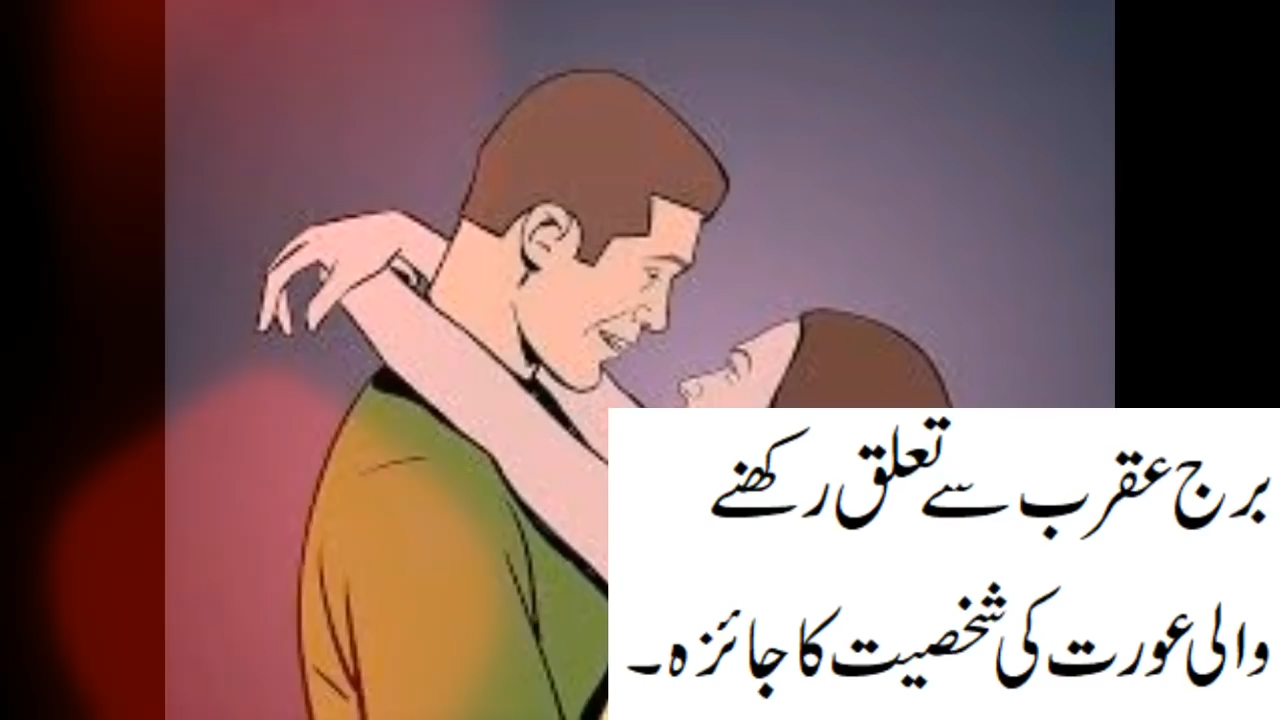 برج عقرب سے تعلق رکھنے
والی عورت کی شخصیت کا جائزہ۔